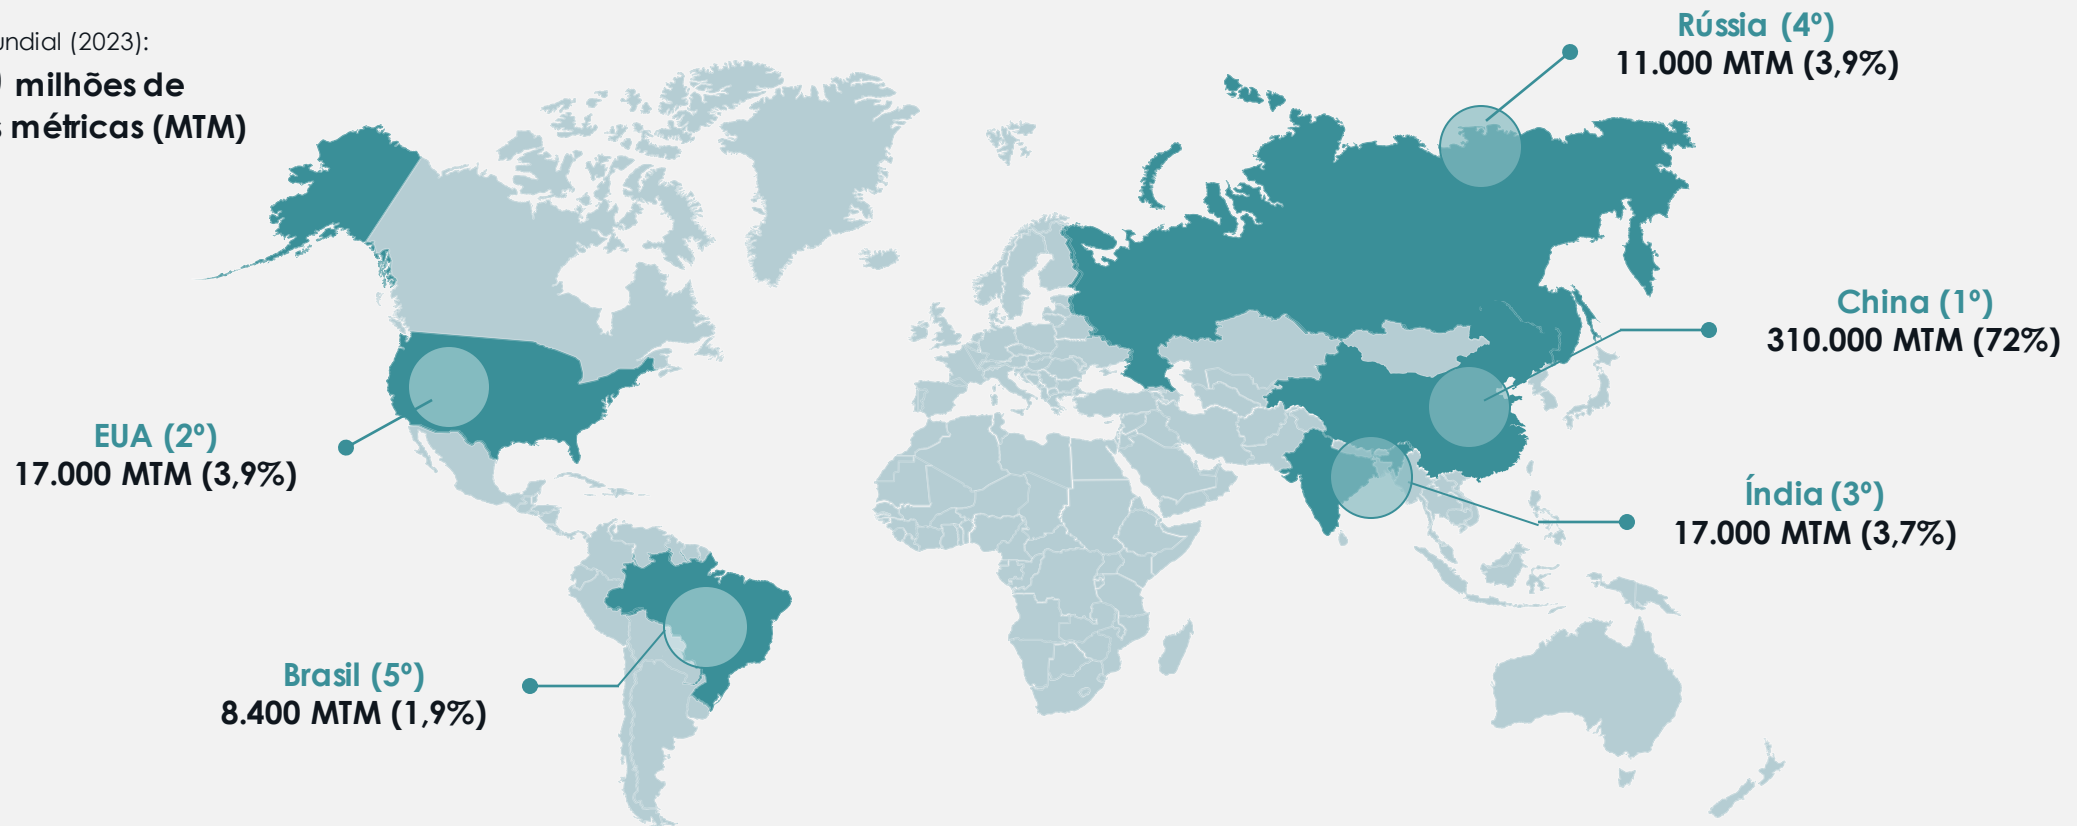 (2023):
milhões de
métricas (MTM)
Rússia (4º)
11.000 MTM (3,9%)
China (1º)
310.000 MTM (72%)
EUA (2º)
17.000 MTM (3,9%)
Índia (3º)
17.000 MTM (3,7%)
Brasil (5º)
8.400 MTM (1,9%)